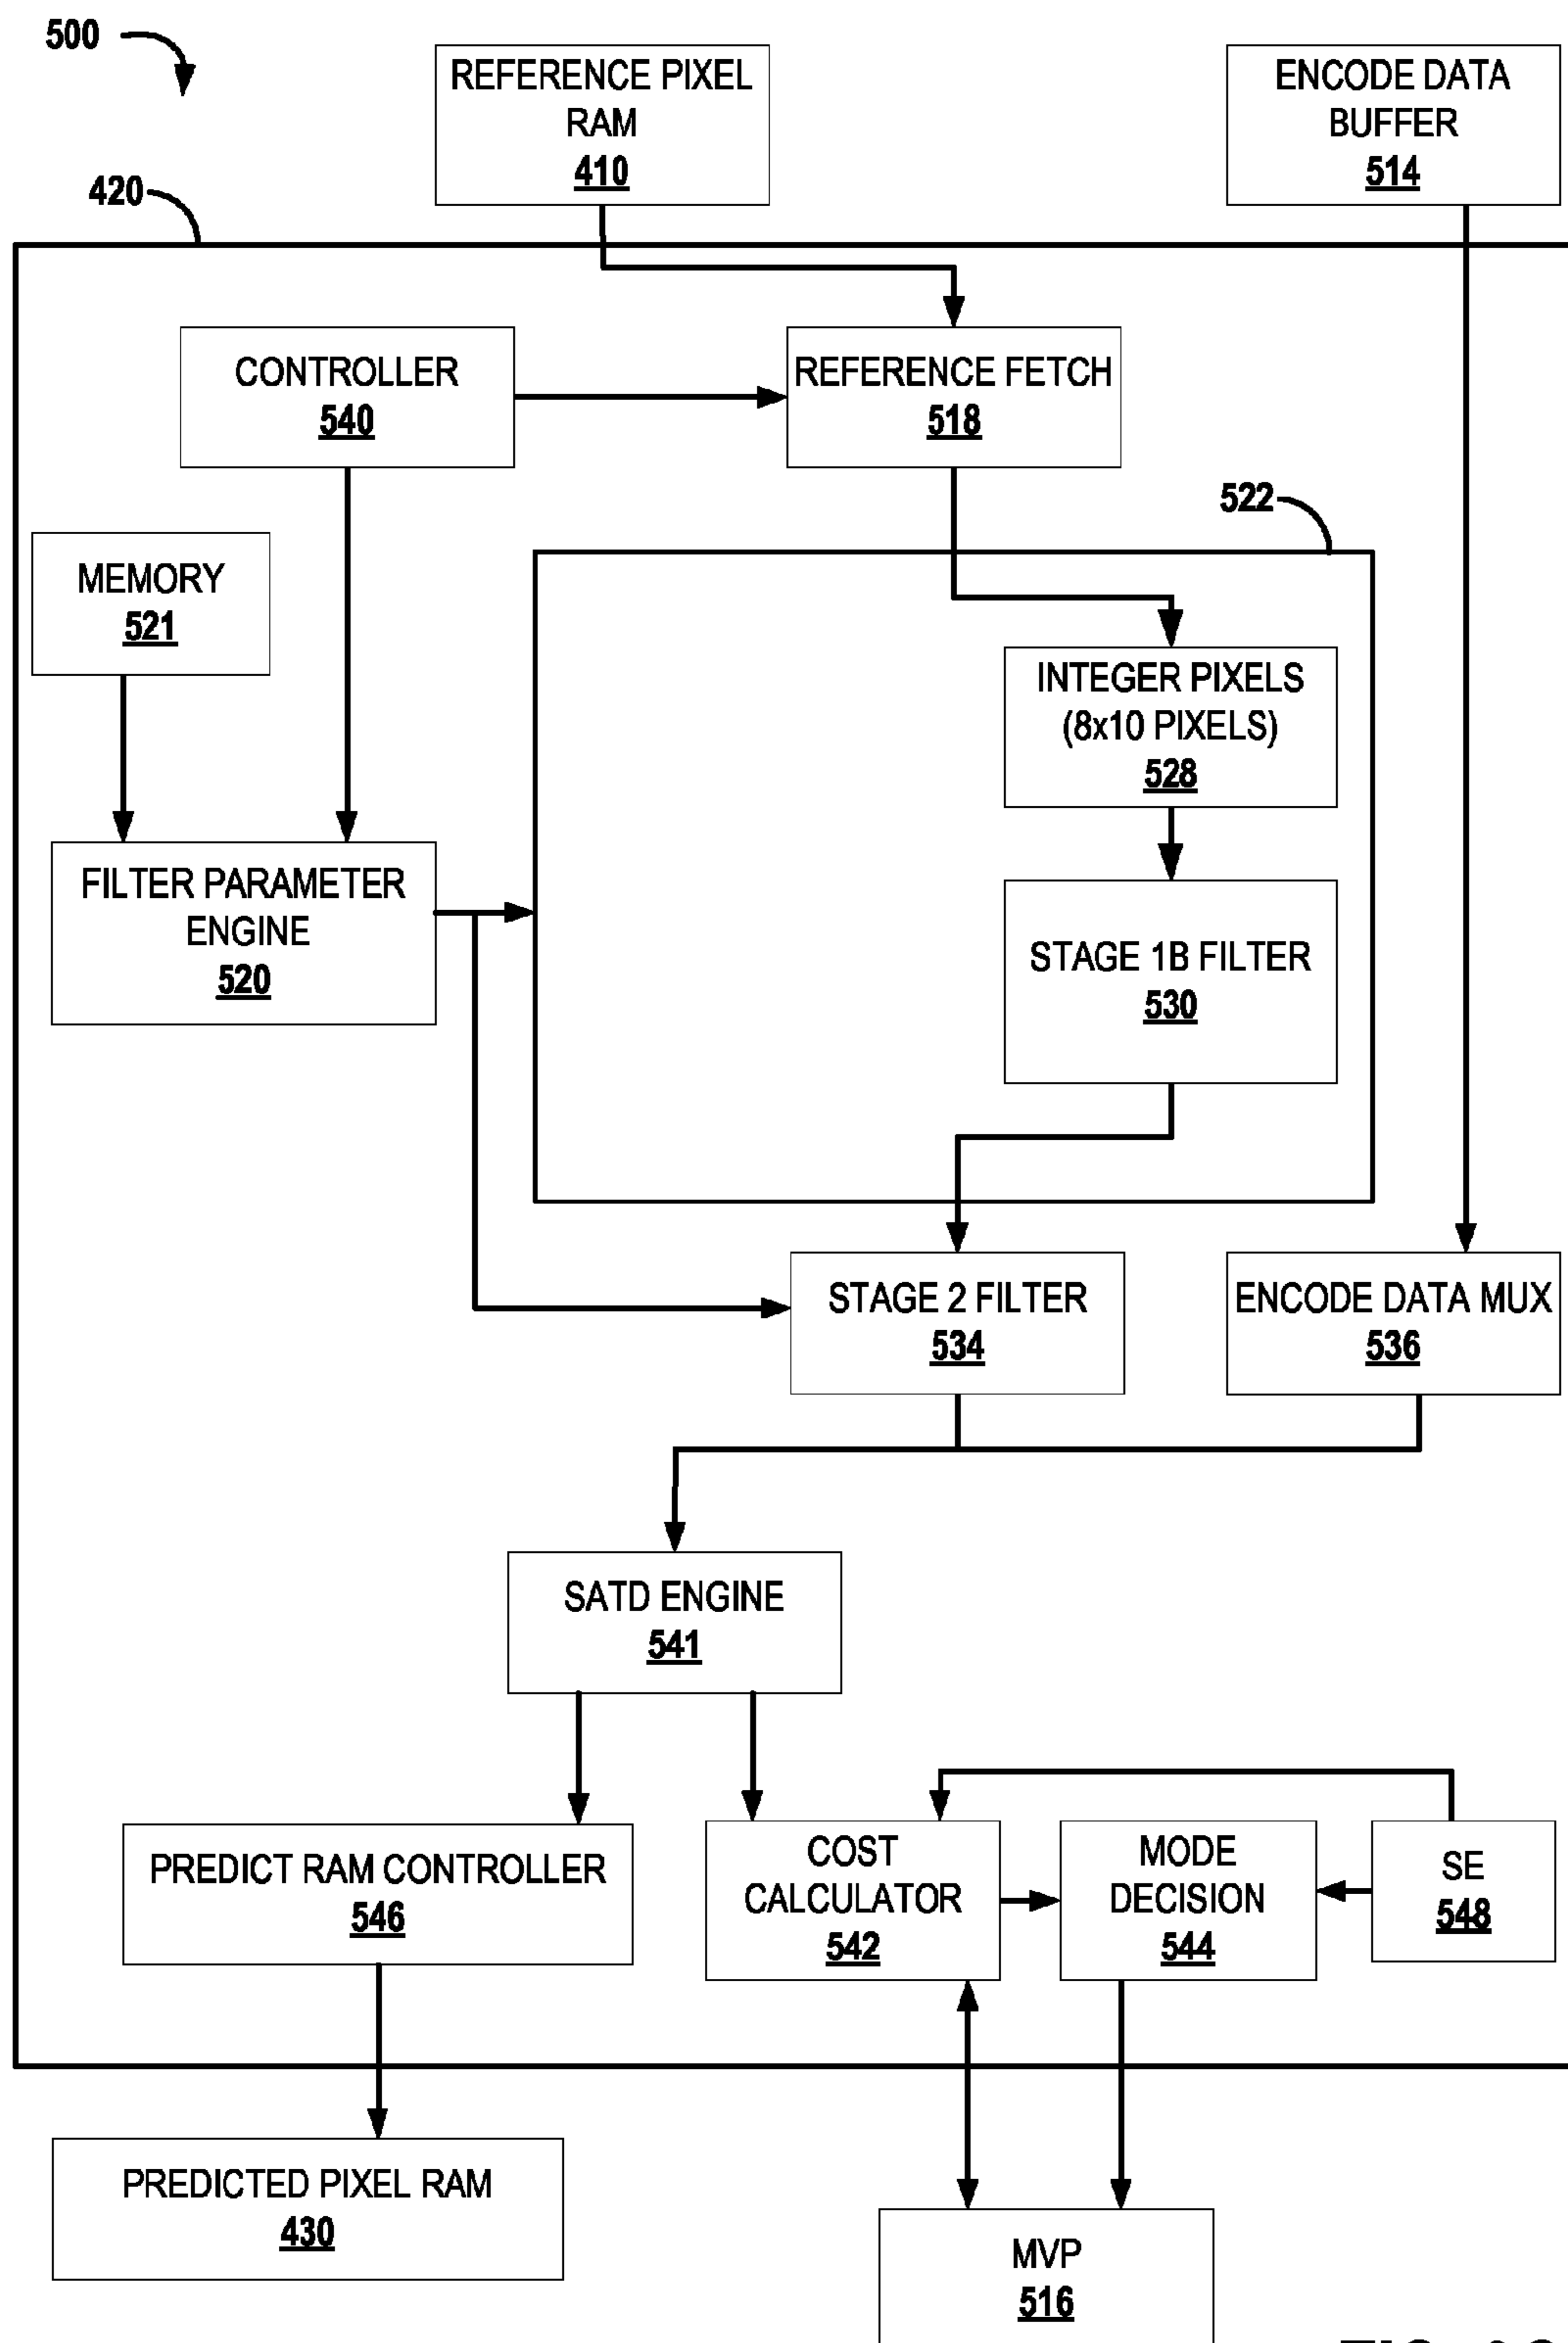 500
REFERENCE PIXEL
RAM
410
ENCODE DATA
BUFFER
514
420
CONTROLLER
540
REFERENCE FETCH
518
522
MEMORY
521
INTEGER PIXELS
(8x10 PIXELS)
528
FILTER PARAMETER
ENGINE
520
STAGE 1B FILTER
530
STAGE 2 FILTER
534
ENCODE DATA MUX
536
SATD ENGINE
541
PREDICT RAM CONTROLLER
546
COST
CALCULATOR
542
MODE
DECISION
544
SE
548
PREDICTED PIXEL RAM
430
MVP
516